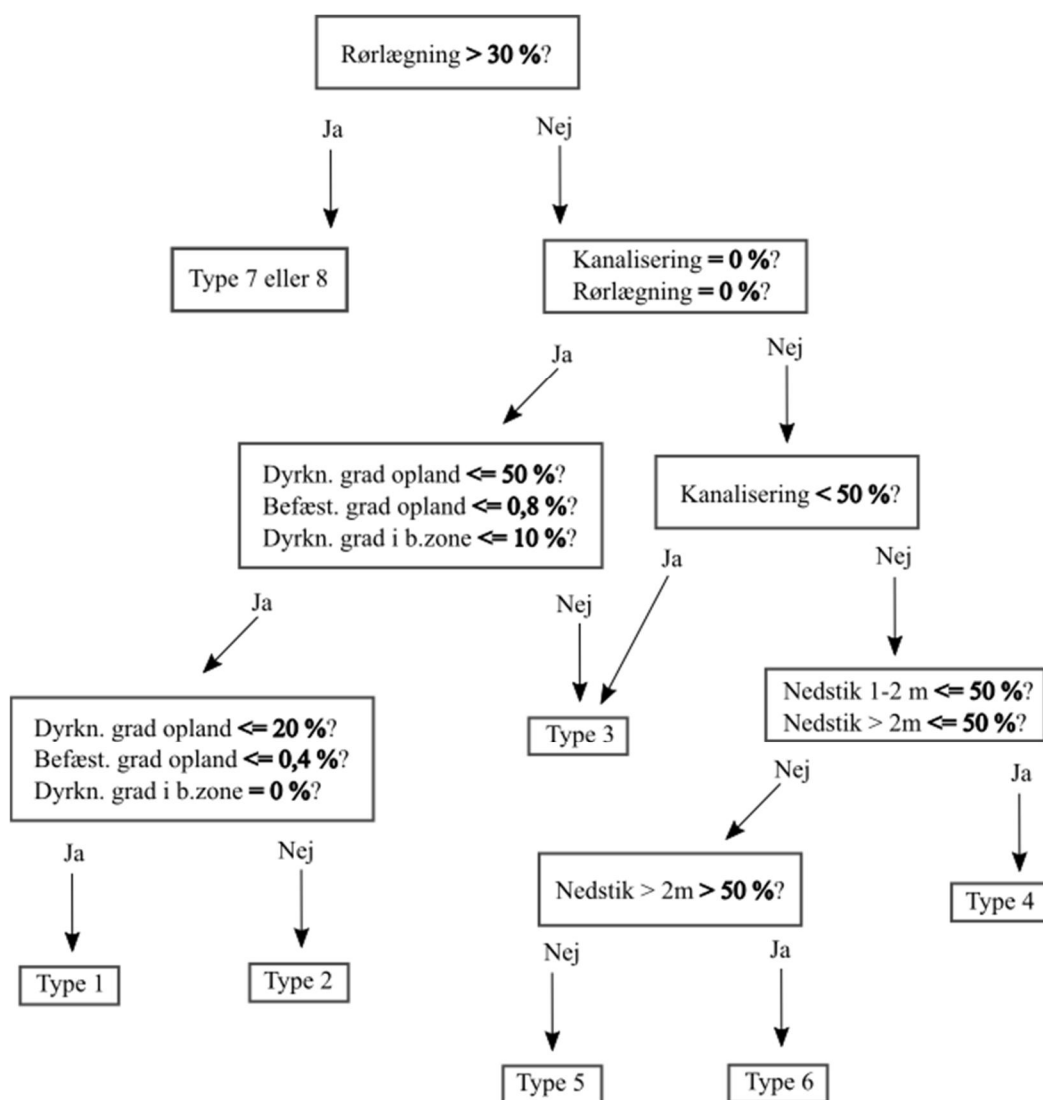 Rørlægning > 30 %?
Ja
Nej
Type 7 eller 8
Kanalisering = 0 %?
Rørlægning = 0 %?
Ja
Nej
Dyrkn. grad opland <= 50 %?
Befæst. grad opland <= 0,8 %?
Dyrkn. grad i b.zone <= 10 %?
Kanalisering < 50 %?
Ja
Nej
Ja
Nej
Dyrkn. grad opland <= 20 %?
Befæst. grad opland <= 0,4 %?
Dyrkn. grad i b.zone = 0 %?
Type 3
Nedstik 1-2 m <= 50 %?
Nedstik > 2m <= 50 %?
Ja
Nej
Nej
Ja
Nedstik > 2m > 50 %?
Type 4
Type 1
Type 2
Nej
Ja
Type 5
Type 6